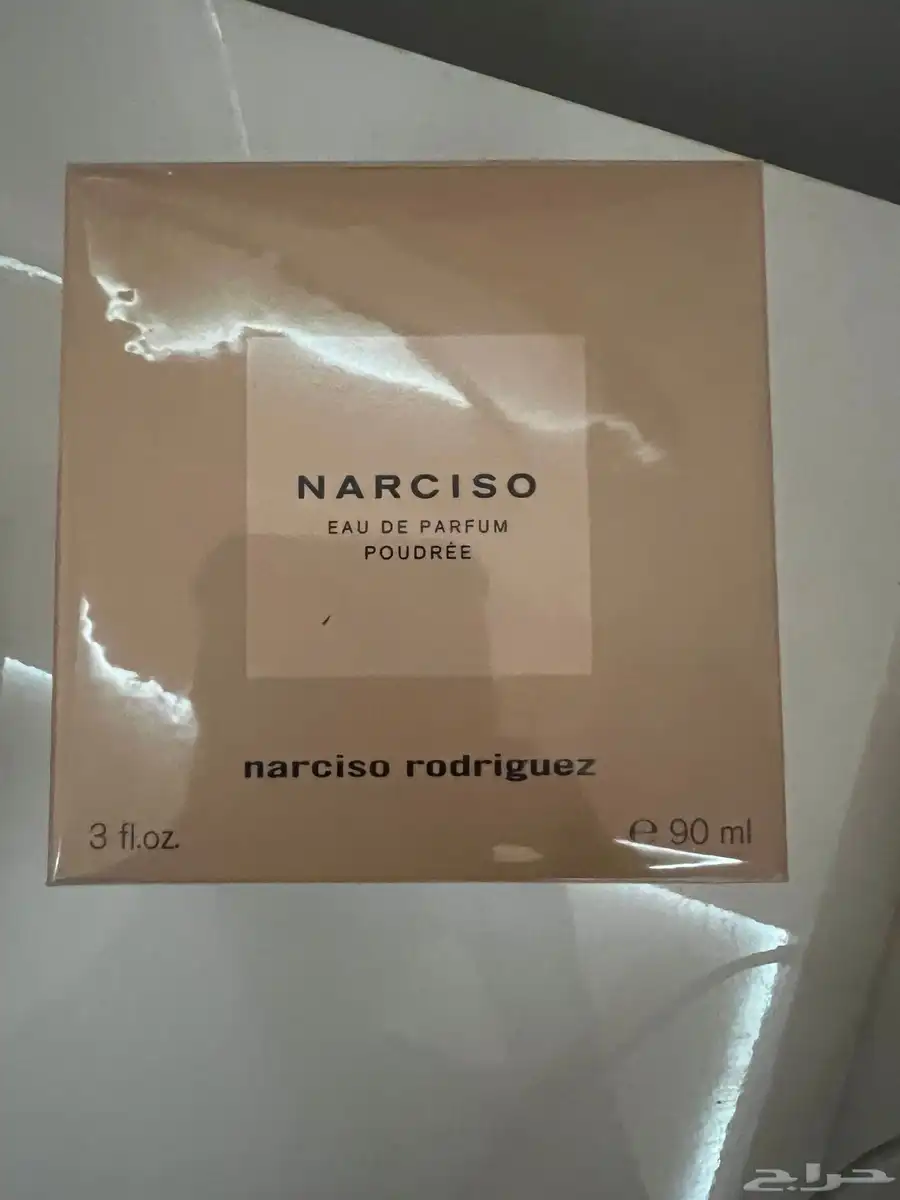 NARCISO
EAU DE PARFUM
POUDRÉE
narciso rodriguez
3 fl.oz.
℮ 90 ml
حراج